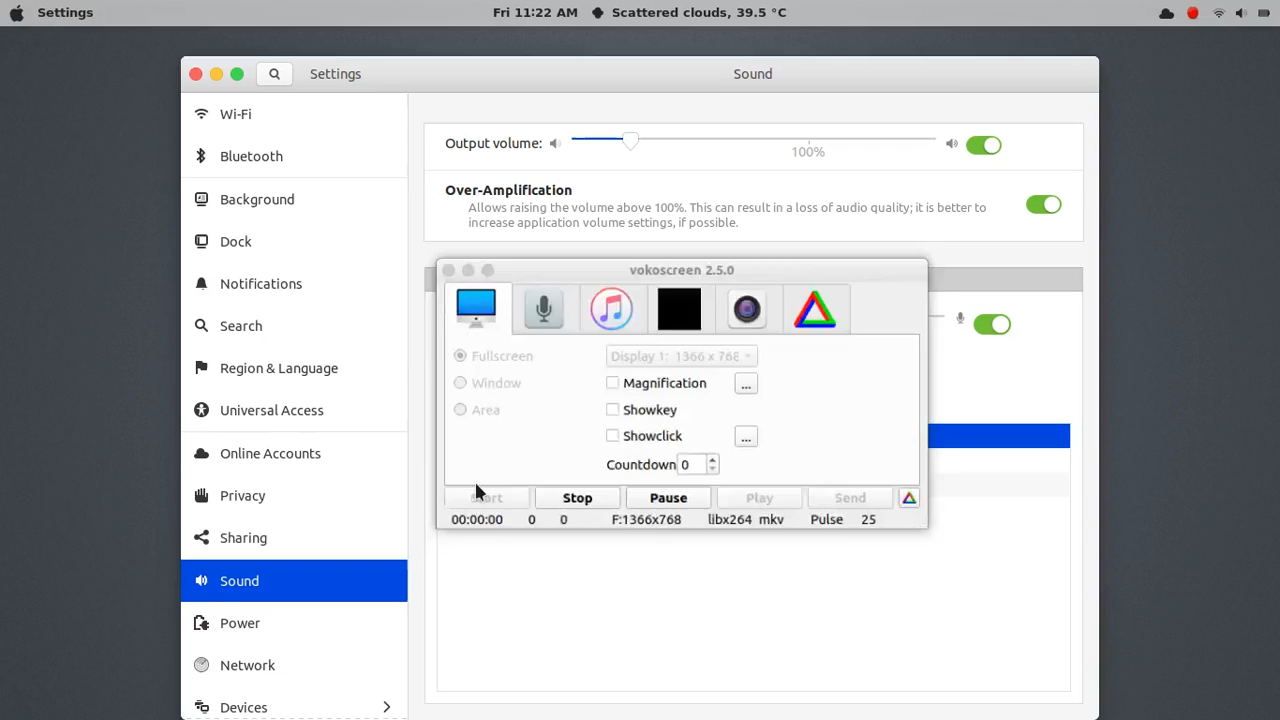 Settings
Fri 11:22 AM
Scattered clouds, 39.5 °C
Settings
Sound
Wi-Fi
Bluetooth
Background
Dock
Notifications
Search
Region & Language
Universal Access
Online Accounts
Privacy
Sharing
Sound
Power
Network
Devices
Output volume:
100%
Over-Amplification
Allows raising the volume above 100%. This can result in a loss of audio quality; it is better to
increase application volume settings, if possible.
vokoscreen 2.5.0
Fullscreen
Display 1: 1366 x 768
Window
Magnification
...
Area
Showkey
Showclick
...
Countdown 0
Start
Stop
Pause
Play
Send
00:00:00 0 0 F:1366x768 libx264 mkv Pulse 25